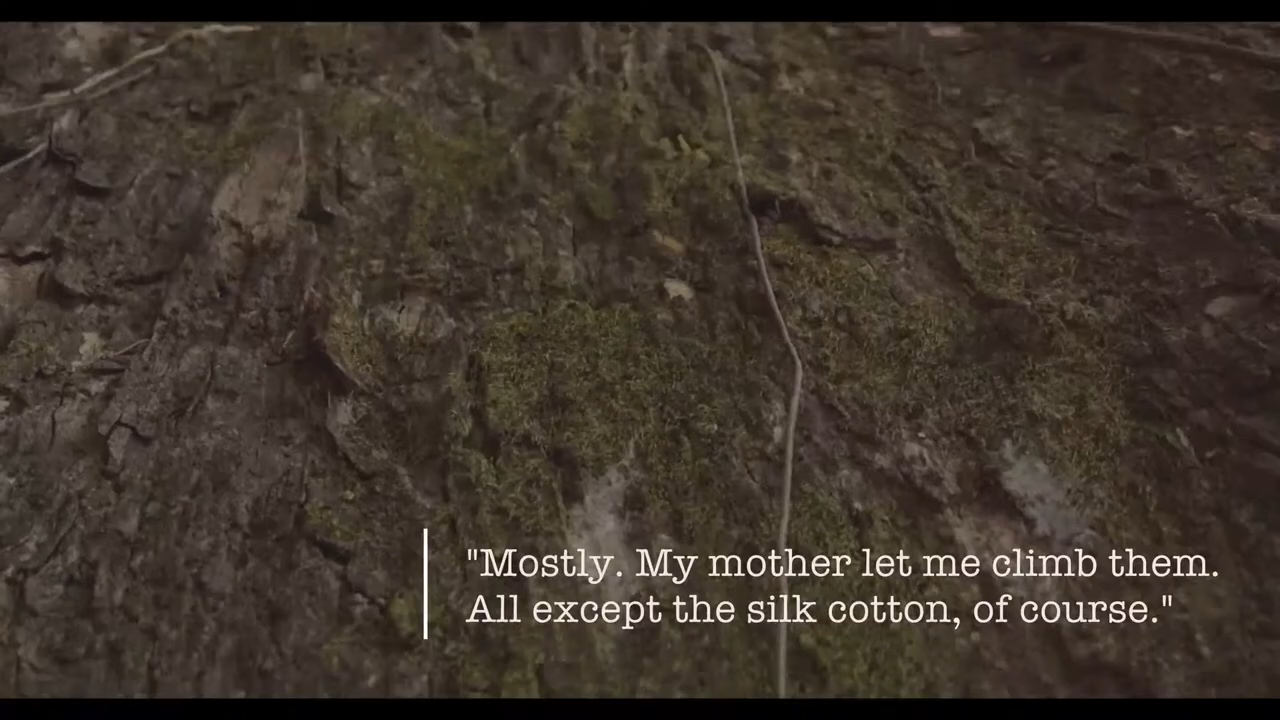 "Mostly. My mother let me climb them.
All except the silk cotton, of course."